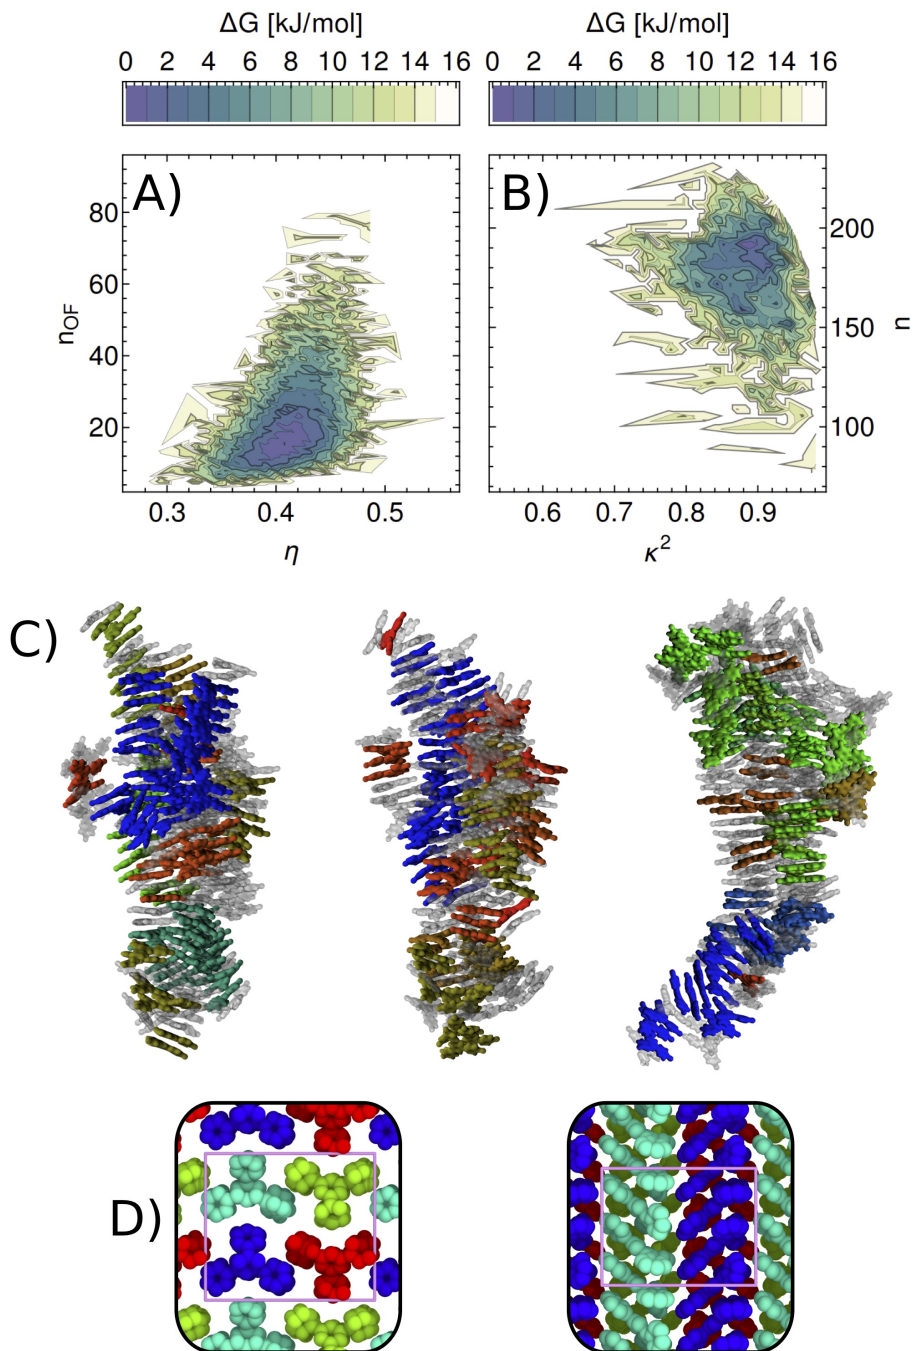 ΔG [kJ/mol] ΔG [kJ/mol]
0 2 4 6 8 10 12 14 16 0 2 4 6 8 10 12 14 16
A) B)
80
60
40
20
n_OF
200
150
100
n
0.3 0.4 0.5 0.6 0.7 0.8 0.9
η κ²
C)
D)